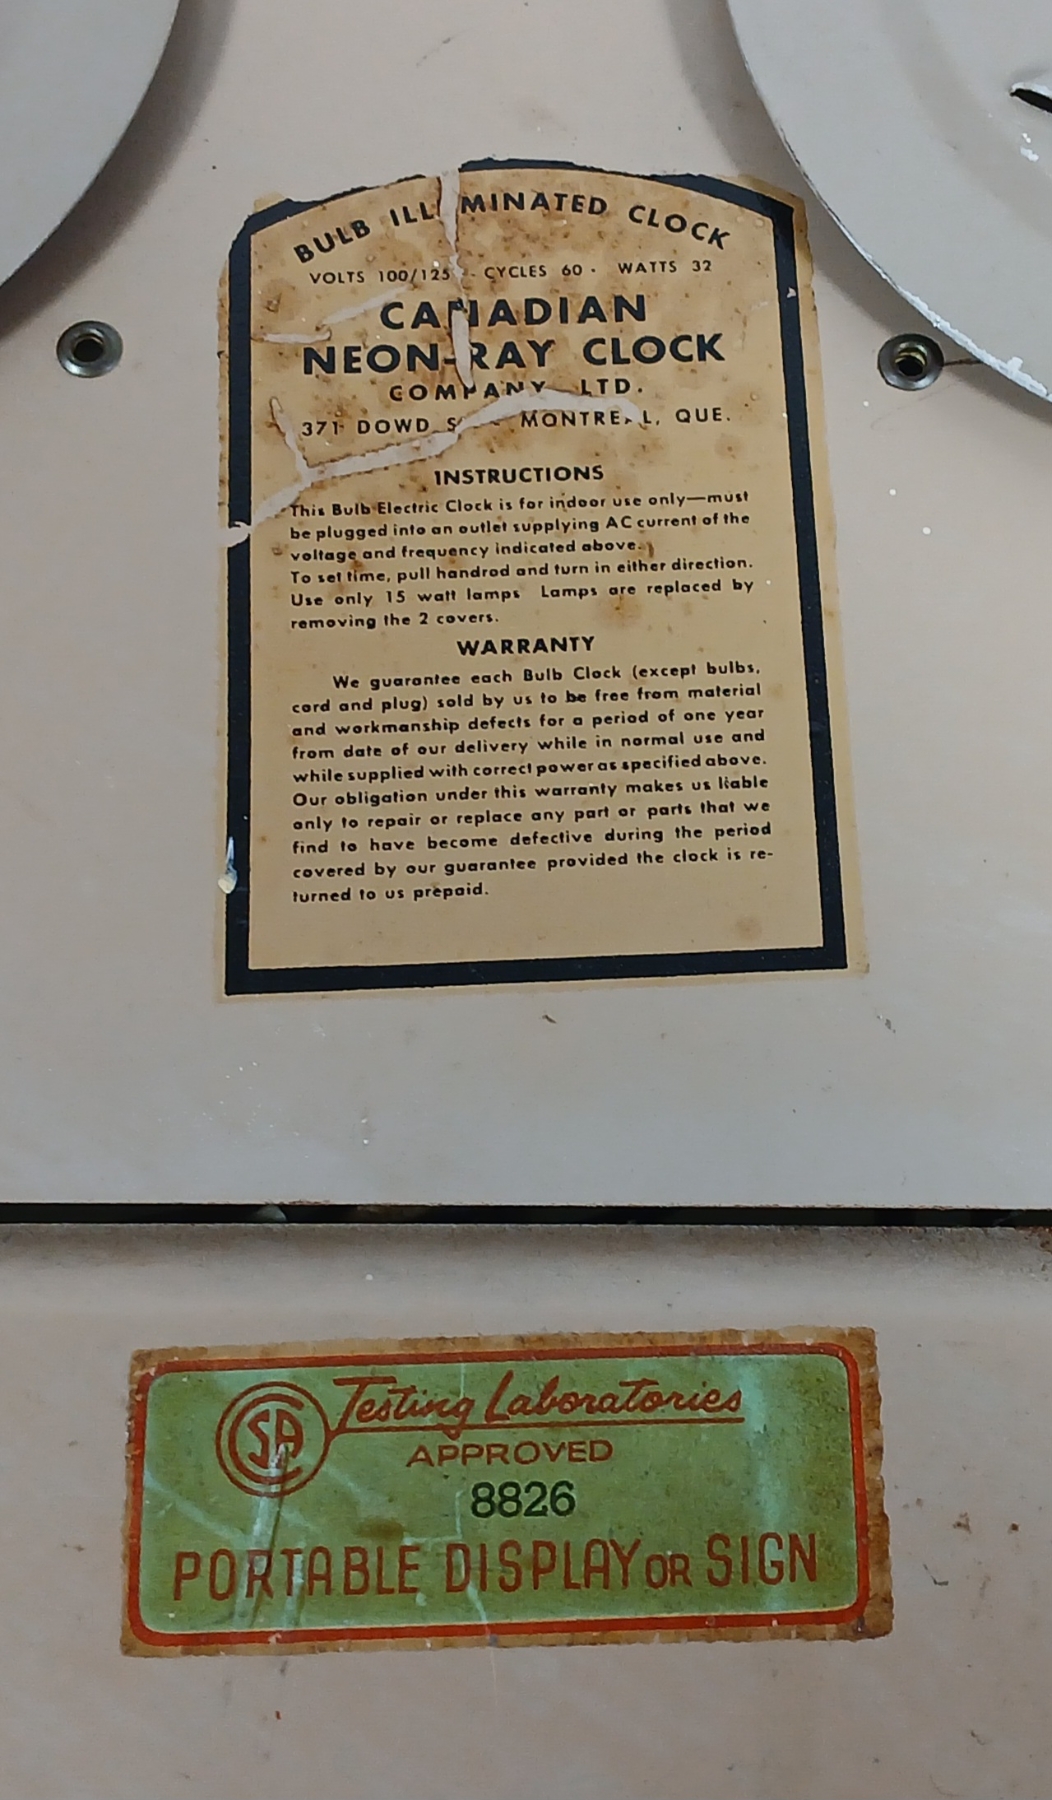 BULB ILLUMINATED CLOCK
VOLTS 100/125 - CYCLES 60 - WATTS 32
CANADIAN
NEON-RAY CLOCK
COMPANY LTD.
371 DOWD MONTREAL, QUE.
INSTRUCTIONS
This Bulb Electric Clock is for indoor use only—must
be plugged into an outlet supplying AC current of the
voltage and frequency indicated above.
To set time, pull handrod and turn in either direction.
Use only 15 watt lamps Lamps are replaced by
removing the 2 covers.
WARRANTY
We guarantee each Bulb Clock (except bulbs,
cord and plug) sold by us to be free from material
and workmanship defects for a period of one year
from date of our delivery while in normal use and
while supplied with correct power as specified above.
Our obligation under this warranty makes us liable
only to repair or replace any part or parts that we
find to have become defective during the period
covered by our guarantee provided the clock is re-
turned to us prepaid.
CSA Testing Laboratories
APPROVED
8826
PORTABLE DISPLAY OR SIGN